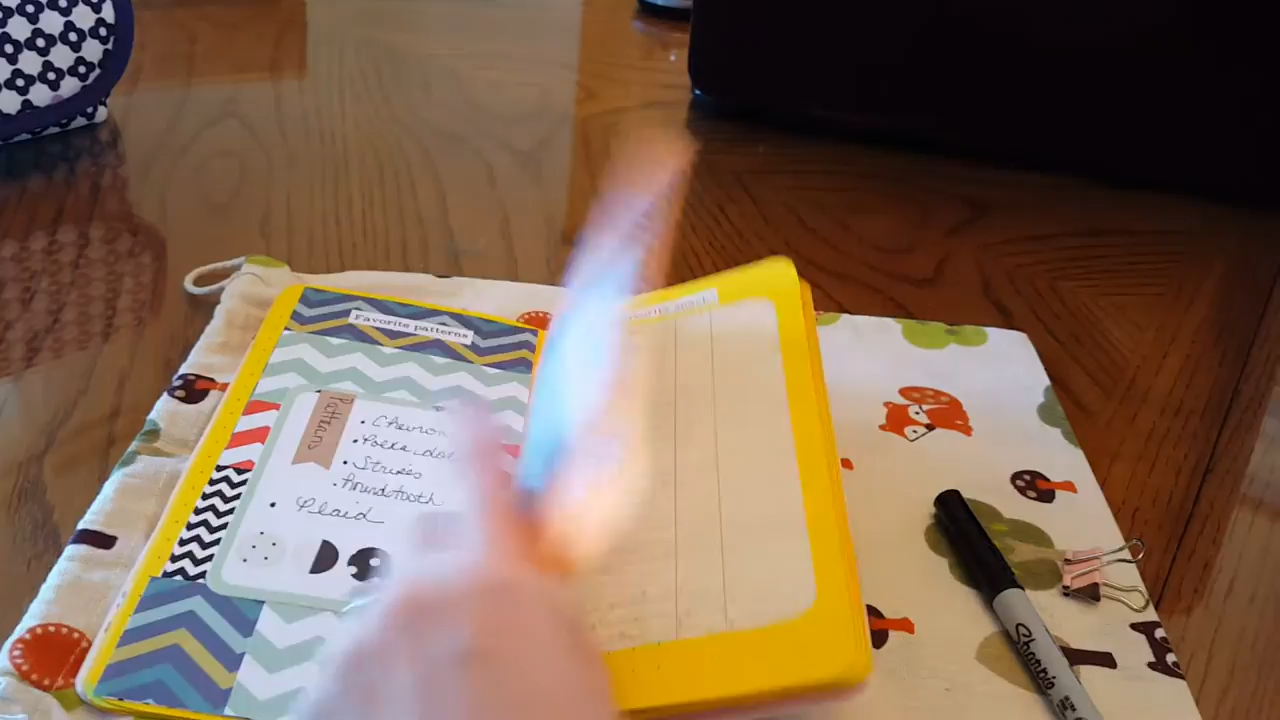 Favorite patterns
Patterns
• Chevron
• Polka dot
• Stripes
• Houndstooth
• Plaid
Sharpie